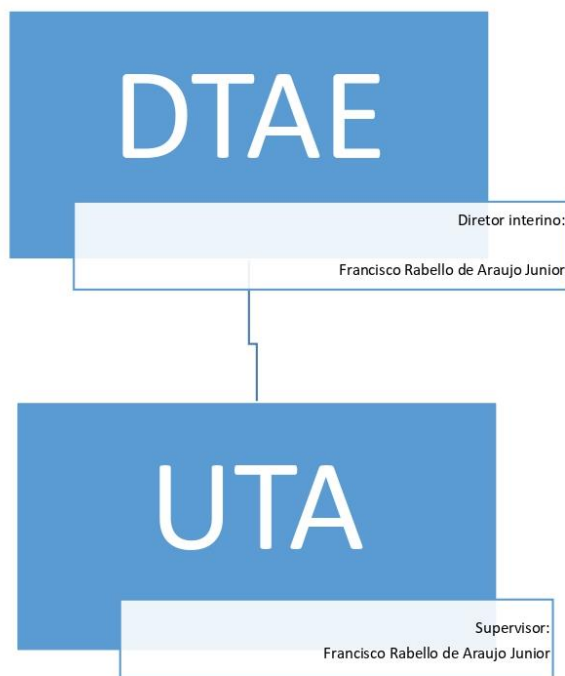 DTAE
Diretor interino:
Francisco Rabello de Araujo Junior
UTA
Supervisor:
Francisco Rabello de Araujo Junior